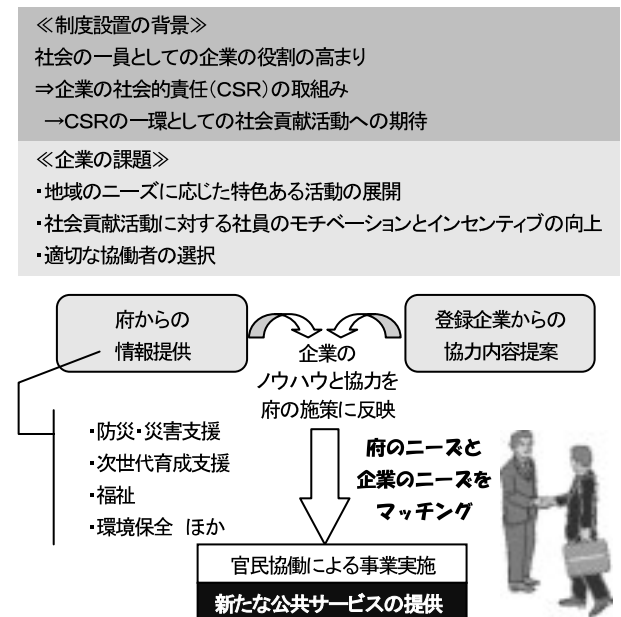 ≪制度設置の背景≫
社会の一員としての企業の役割の高まり
⇒企業の社会的責任(CSR)の取組み
→CSRの一環としての社会貢献活動への期待
≪企業の課題≫
・地域のニーズに応じた特色ある活動の展開
・社会貢献活動に対する社員のモチベーションとインセンティブの向上
・適切な協働者の選択
府からの
情報提供
企業の
ノウハウと協力を
府の施策に反映
登録企業からの
協力内容提案
・防災・災害支援
・次世代育成支援
・福祉
・環境保全 ほか
府のニーズと
企業のニーズを
マッチング
官民協働による事業実施
新たな公共サービスの提供